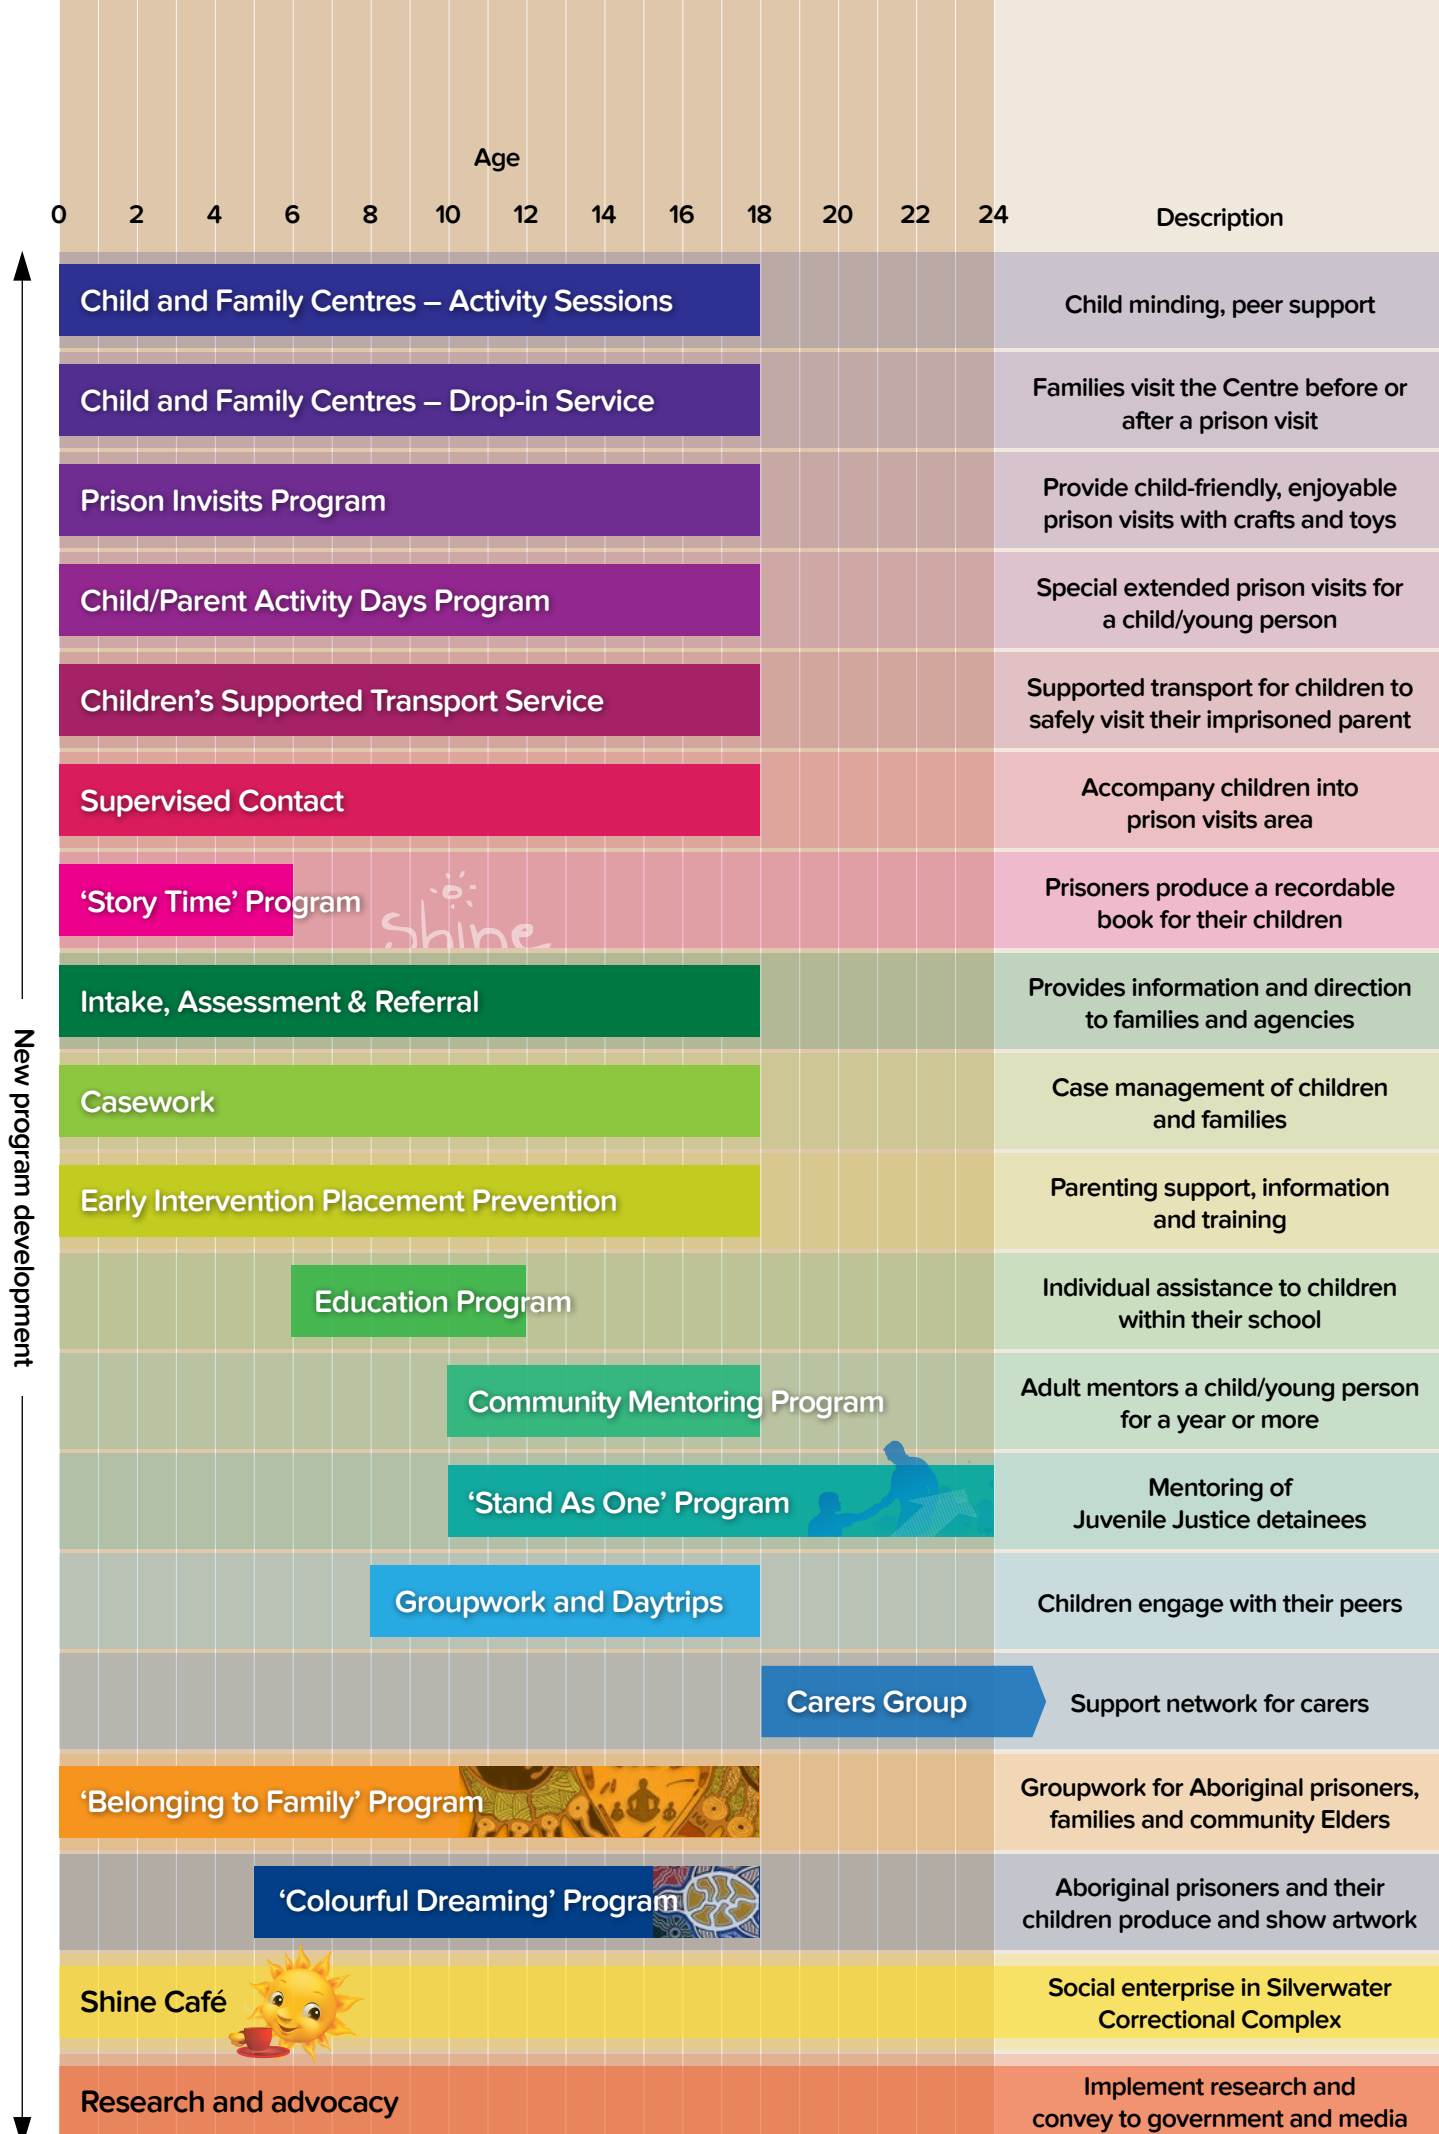 Age
0 2 4 6 8 10 12 14 16 18 20 22 24
Description
Child and Family Centres – Activity Sessions
Child minding, peer support
Child and Family Centres – Drop-in Service
Families visit the Centre before or
after a prison visit
Prison Invisits Program
Provide child-friendly, enjoyable
prison visits with crafts and toys
Child/Parent Activity Days Program
Special extended prison visits for
a child/young person
Children’s Supported Transport Service
Supported transport for children to
safely visit their imprisoned parent
Supervised Contact
Accompany children into
prison visits area
‘Story Time’ Program
Shine
Prisoners produce a recordable
book for their children
Intake, Assessment & Referral
Provides information and direction
to families and agencies
Casework
Case management of children
and families
Early Intervention Placement Prevention
Parenting support, information
and training
Education Program
Individual assistance to children
within their school
Community Mentoring Program
Adult mentors a child/young person
for a year or more
‘Stand As One’ Program
Mentoring of
Juvenile Justice detainees
Groupwork and Daytrips
Children engage with their peers
Carers Group
Support network for carers
‘Belonging to Family’ Program
Groupwork for Aboriginal prisoners,
families and community Elders
‘Colourful Dreaming’ Program
Aboriginal prisoners and their
children produce and show artwork
Shine Café
Social enterprise in Silverwater
Correctional Complex
Research and advocacy
Implement research and
convey to government and media
New program development